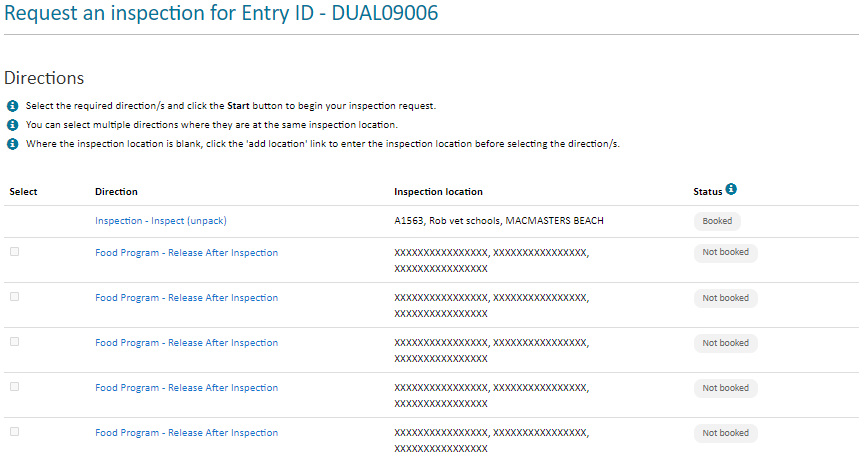 Request an inspection for Entry ID - DUAL09006
Directions
Select the required direction/s and click the Start button to begin your inspection request.
You can select multiple directions where they are at the same inspection location.
Where the inspection location is blank, click the 'add location' link to enter the inspection location before selecting the direction/s.
Select Direction Inspection location Status
Inspection - Inspect (unpack) A1563, Rob vet schools, MACMASTERS BEACH Booked
Food Program - Release After Inspection XXXXXXXXXXXXXXXX, XXXXXXXXXXXXXXXX, Not booked
XXXXXXXXXXXXXXXX
Food Program - Release After Inspection XXXXXXXXXXXXXXXX, XXXXXXXXXXXXXXXX, Not booked
XXXXXXXXXXXXXXXX
Food Program - Release After Inspection XXXXXXXXXXXXXXXX, XXXXXXXXXXXXXXXX, Not booked
XXXXXXXXXXXXXXXX
Food Program - Release After Inspection XXXXXXXXXXXXXXXX, XXXXXXXXXXXXXXXX, Not booked
XXXXXXXXXXXXXXXX
Food Program - Release After Inspection XXXXXXXXXXXXXXXX, XXXXXXXXXXXXXXXX, Not booked
XXXXXXXXXXXXXXXX